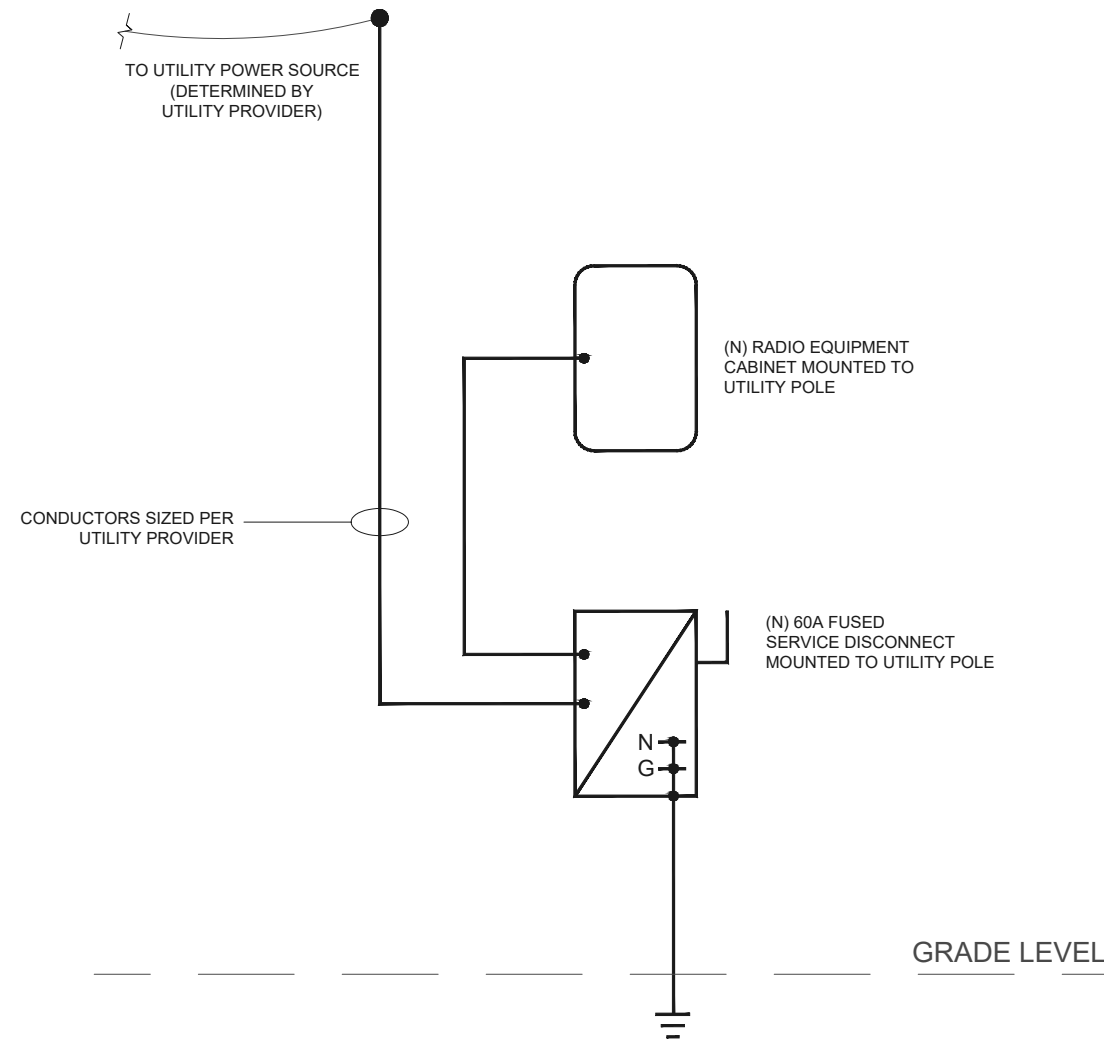 TO UTILITY POWER SOURCE
(DETERMINED BY
UTILITY PROVIDER)
(N) RADIO EQUIPMENT
CABINET MOUNTED TO
UTILITY POLE
CONDUCTORS SIZED PER
UTILITY PROVIDER
(N) 60A FUSED
SERVICE DISCONNECT
MOUNTED TO UTILITY POLE
N
G
GRADE LEVEL